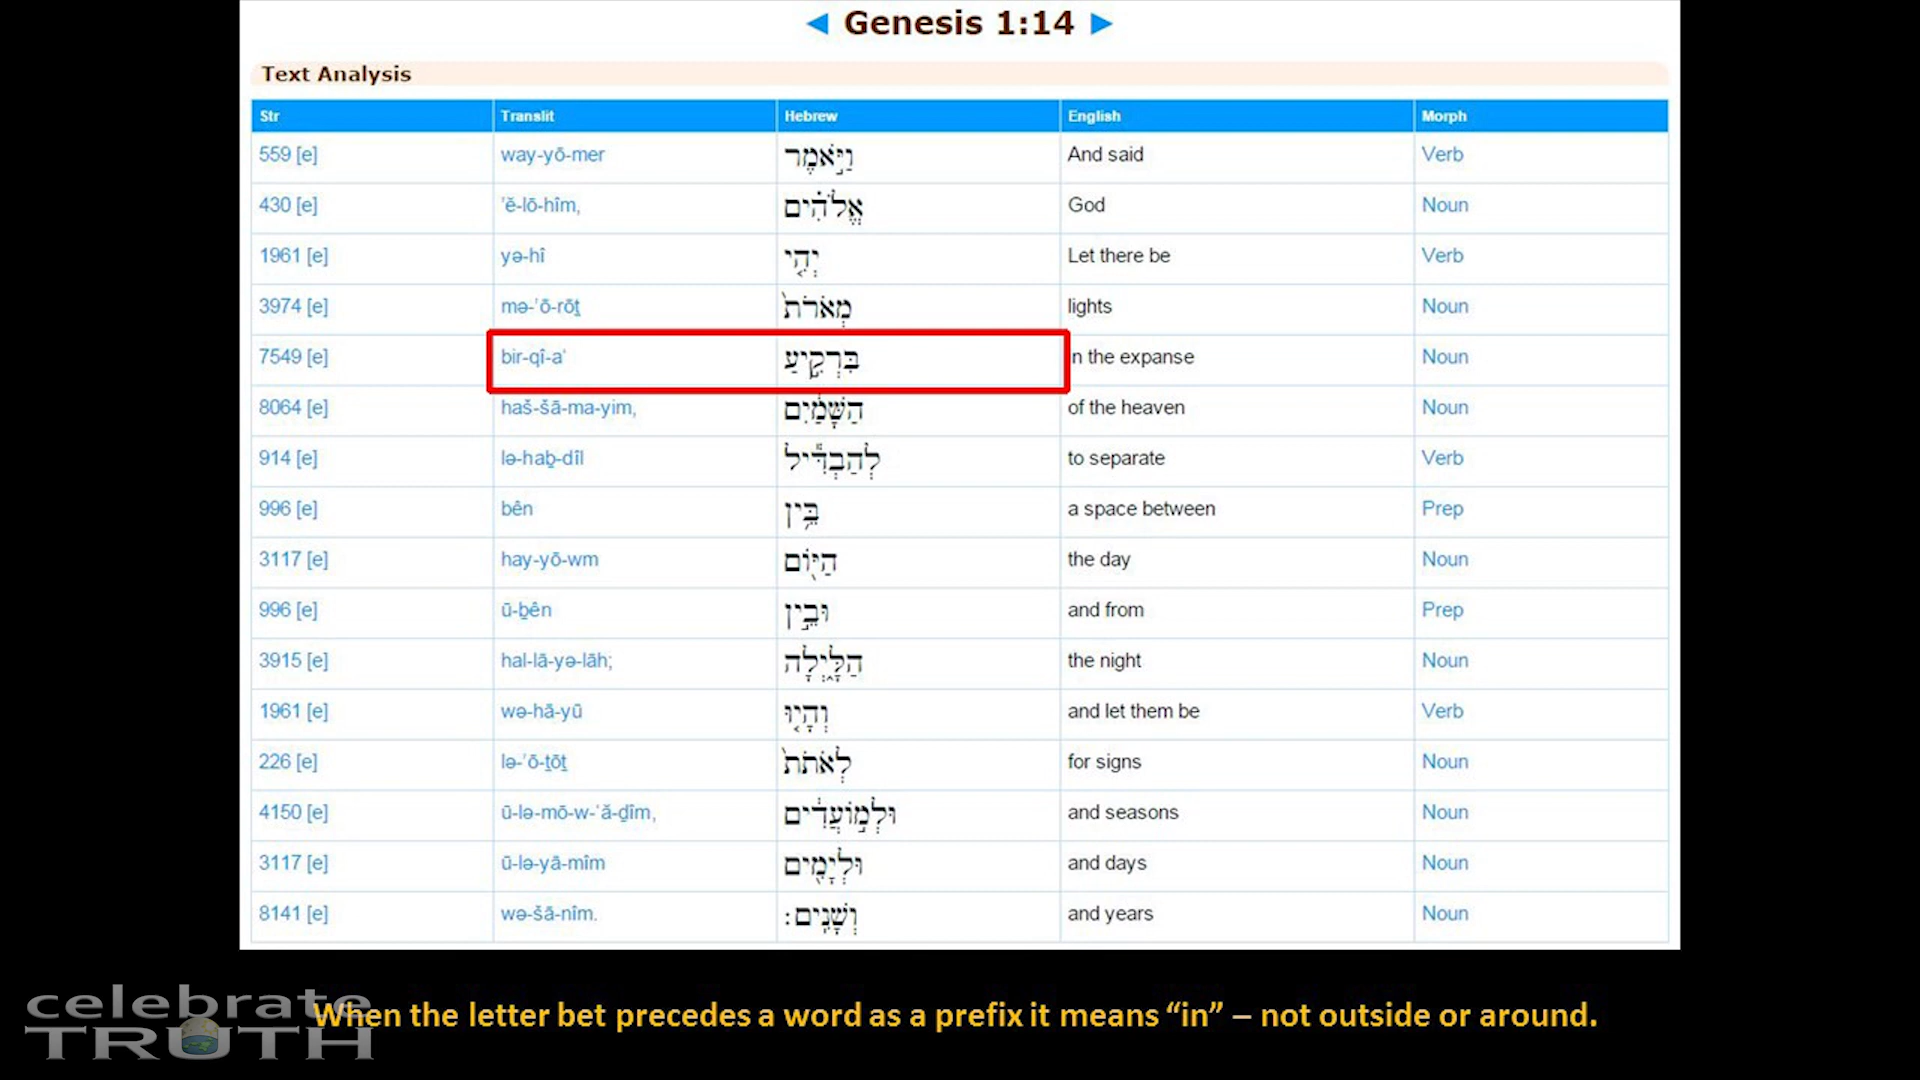 ◄ Genesis 1:14 ►
Text Analysis
Str Translit Hebrew English Morph
559 [e] way-yō-mer וַיֹּ֣אמֶר And said Verb
430 [e] ’ĕ-lō-hîm, אֱלֹהִ֗ים God Noun
1961 [e] yə-hî יְהִ֤י Let there be Verb
3974 [e] mə-’ō-rōṯ מְאֹרֹת֙ lights Noun
7549 [e] bir-qî-a‘ בִּרְקִ֣יעַ in the expanse Noun
8064 [e] haš-šā-ma-yim, הַשָּׁמַ֔יִם of the heaven Noun
914 [e] lə-haḇ-dîl לְהַבְדִּ֕יל to separate Verb
996 [e] bên בֵּ֥ין a space between Prep
3117 [e] hay-yō-wm הַיּ֖וֹם the day Noun
996 [e] ū-ḇên וּבֵ֣ין and from Prep
3915 [e] hal-lā-yə-lāh; הַלָּ֑יְלָה the night Noun
1961 [e] wə-hā-yū וְהָי֤וּ and let them be Verb
226 [e] lə-’ō-ṯōṯ לְאֹתֹת֙ for signs Noun
4150 [e] ū-lə-mō-w-‘ă-ḏîm, וּלְמ֣וֹעֲדִ֔ים and seasons Noun
3117 [e] ū-lə-yā-mîm וּלְיָמִ֖ים and days Noun
8141 [e] wə-šā-nîm. וְשָׁנִֽים׃ and years Noun
celebrate
TRUTH
When the letter bet precedes a word as a prefix it means “in” – not outside or around.